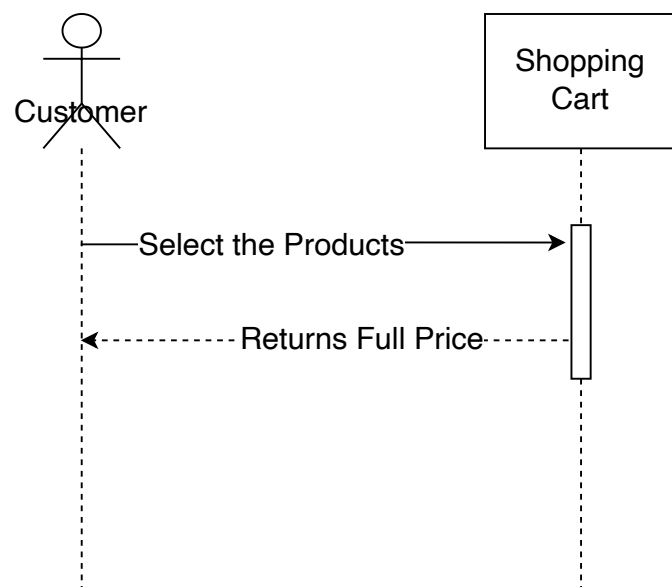 Customer
Shopping
Cart
Select the Products
Returns Full Price